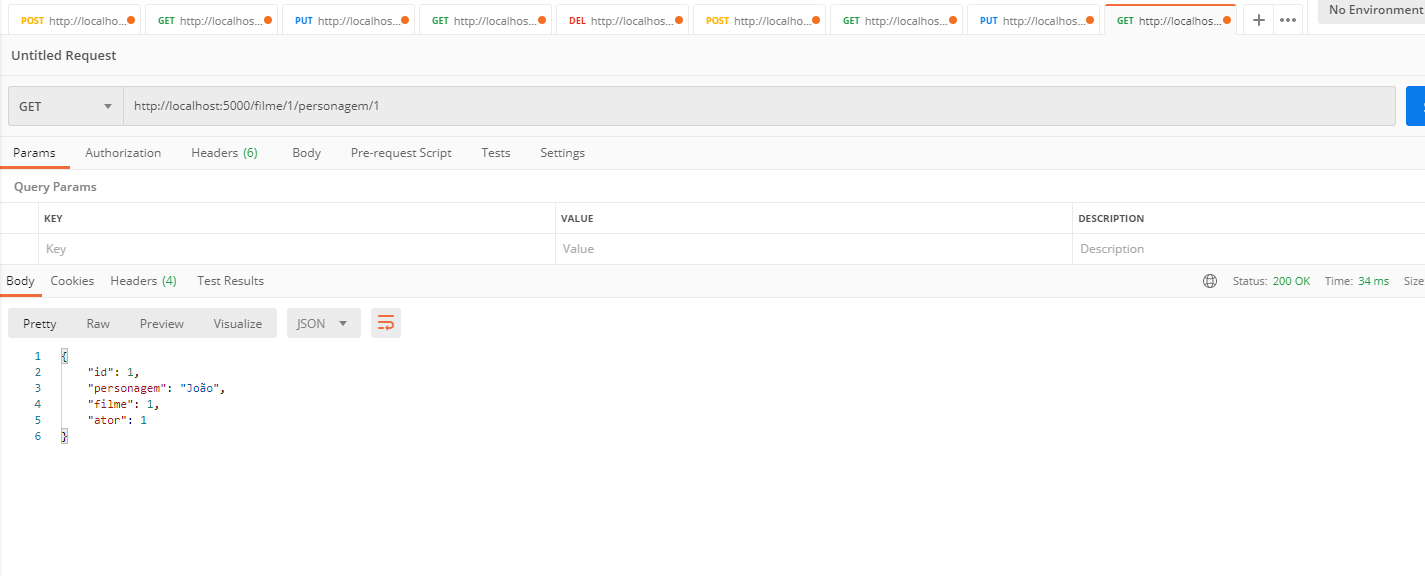 POST http://localho... GET http://localhos... PUT http://localhos... GET http://localhos... DEL http://localhos... POST http://localho... GET http://localhos... PUT http://localhos... GET http://localhos... + ••• No Environment
Untitled Request
GET http://localhost:5000/filme/1/personagem/1
Params Authorization Headers (6) Body Pre-request Script Tests Settings
Query Params
KEY VALUE DESCRIPTION
Key Value Description
Body Cookies Headers (4) Test Results Status: 200 OK Time: 34 ms Size
Pretty Raw Preview Visualize JSON
1 {
2 "id": 1,
3 "personagem": "João",
4 "filme": 1,
5 "ator": 1
6 }